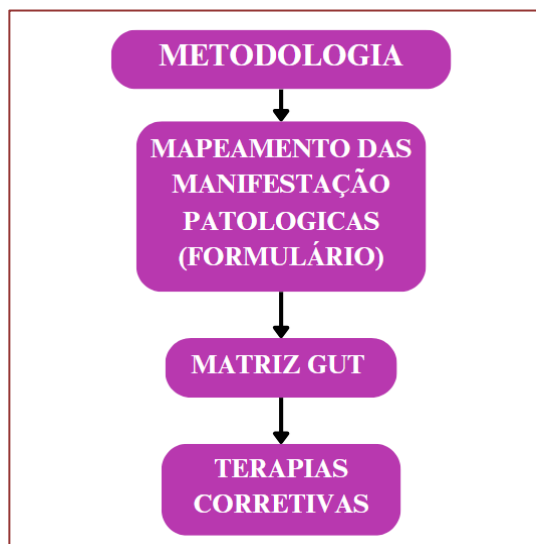 METODOLOGIA
MAPEAMENTO DAS
MANIFESTAÇÃO
PATOLOGICAS
(FORMULÁRIO)
MATRIZ GUT
TERAPIAS
CORRETIVAS